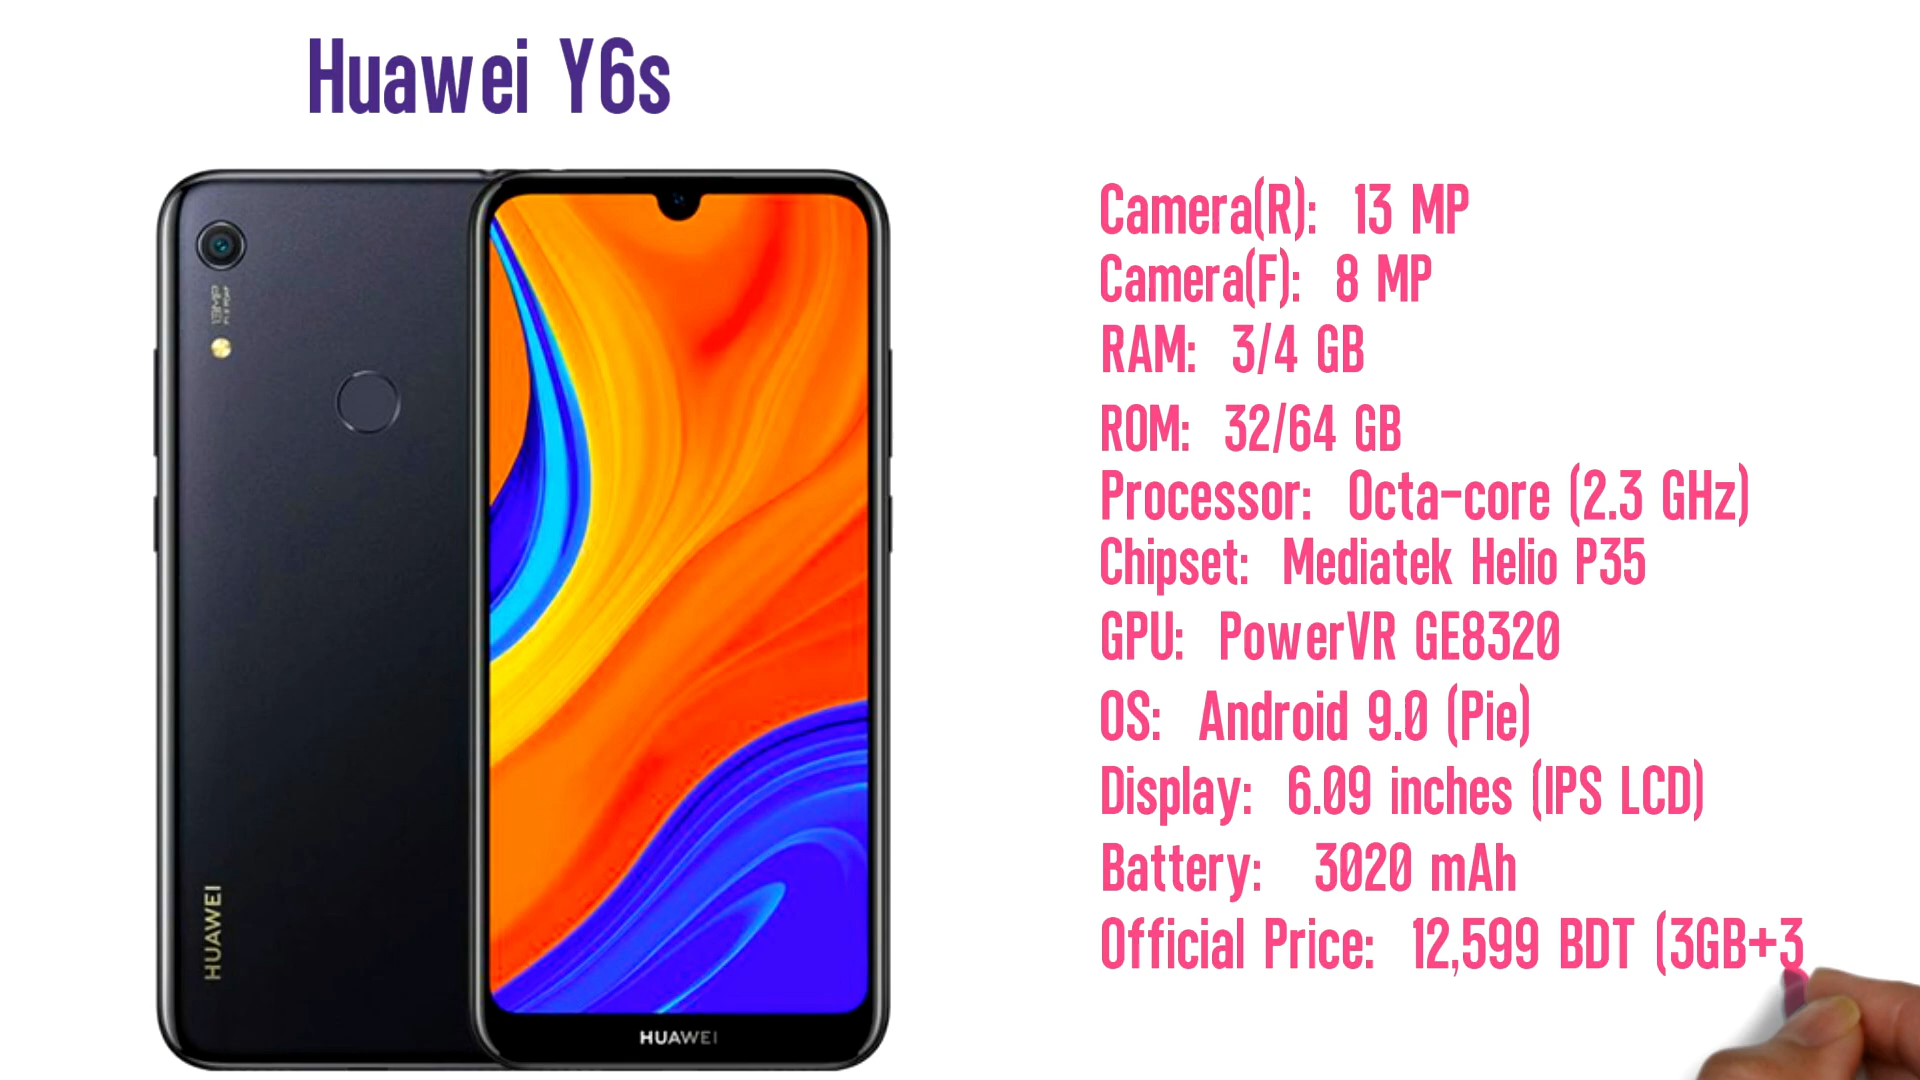 Huawei Y6s
13MP
HUAWEI
HUAWEI
Camera(R): 13 MP
Camera(F): 8 MP
RAM: 3/4 GB
ROM: 32/64 GB
Processor: Octa-core (2.3 GHz)
Chipset: Mediatek Helio P35
GPU: PowerVR GE8320
OS: Android 9.0 (Pie)
Display: 6.09 inches (IPS LCD)
Battery: 3020 mAh
Official Price: 12,599 BDT (3GB+3